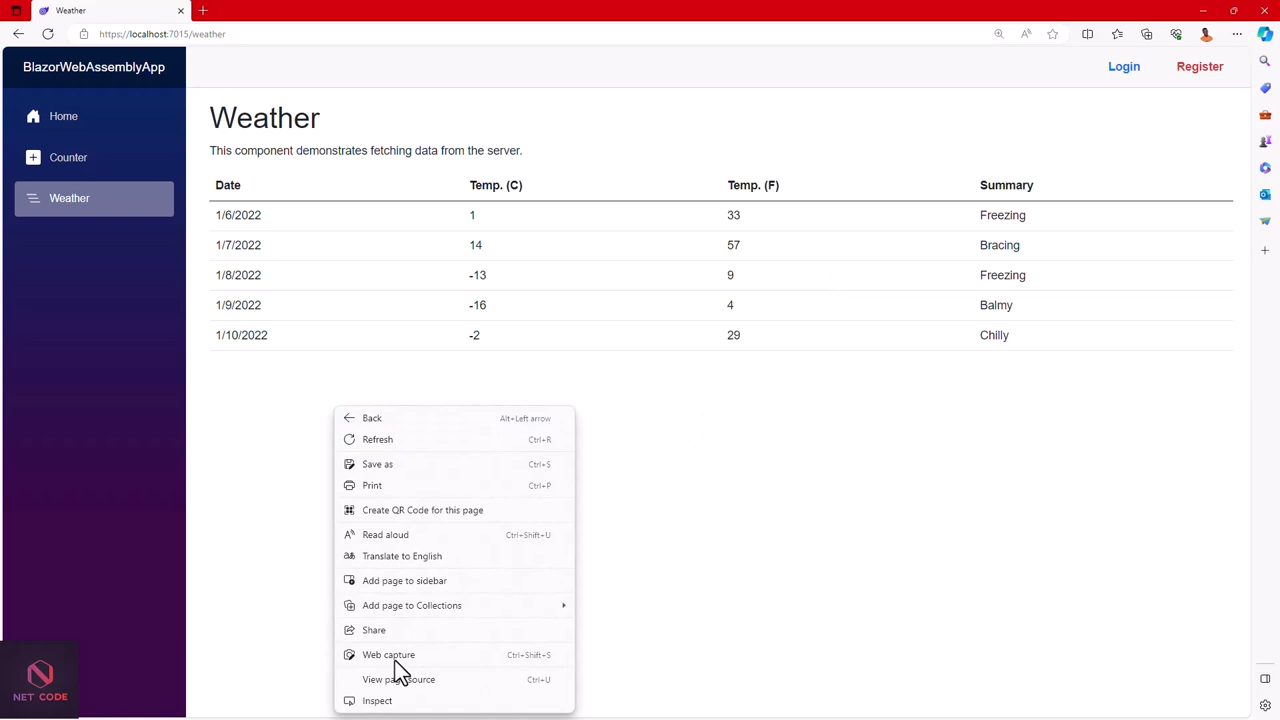 Weather
https://localhost:7015/weather
BlazorWebAssemblyApp
Login Register
Home
Counter
Weather
Weather
This component demonstrates fetching data from the server.
Date Temp. (C) Temp. (F) Summary
1/6/2022 1 33 Freezing
1/7/2022 14 57 Bracing
1/8/2022 -13 9 Freezing
1/9/2022 -16 4 Balmy
1/10/2022 -2 29 Chilly
Back Alt+Left arrow
Refresh Ctrl+R
Save as Ctrl+S
Print Ctrl+P
Create QR Code for this page
Read aloud Ctrl+Shift+U
Translate to English
Add page to sidebar
Add page to Collections
Share
Web capture Ctrl+Shift+S
View page source Ctrl+U
Inspect
NET CODE